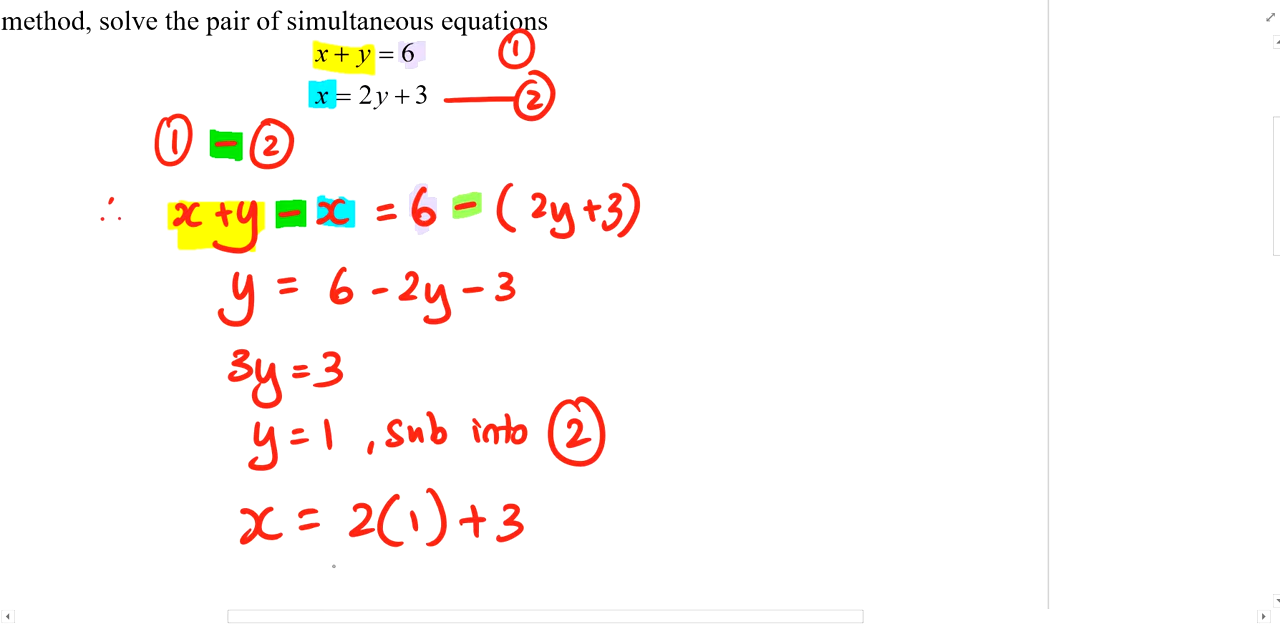 method, solve the pair of simultaneous equations
x + y = 6 ①
x = 2y + 3 — ②
① - ②
∴ x + y - x = 6 - (2y + 3)
y = 6 - 2y - 3
3y = 3
y = 1 , sub into ②
x = 2(1) + 3